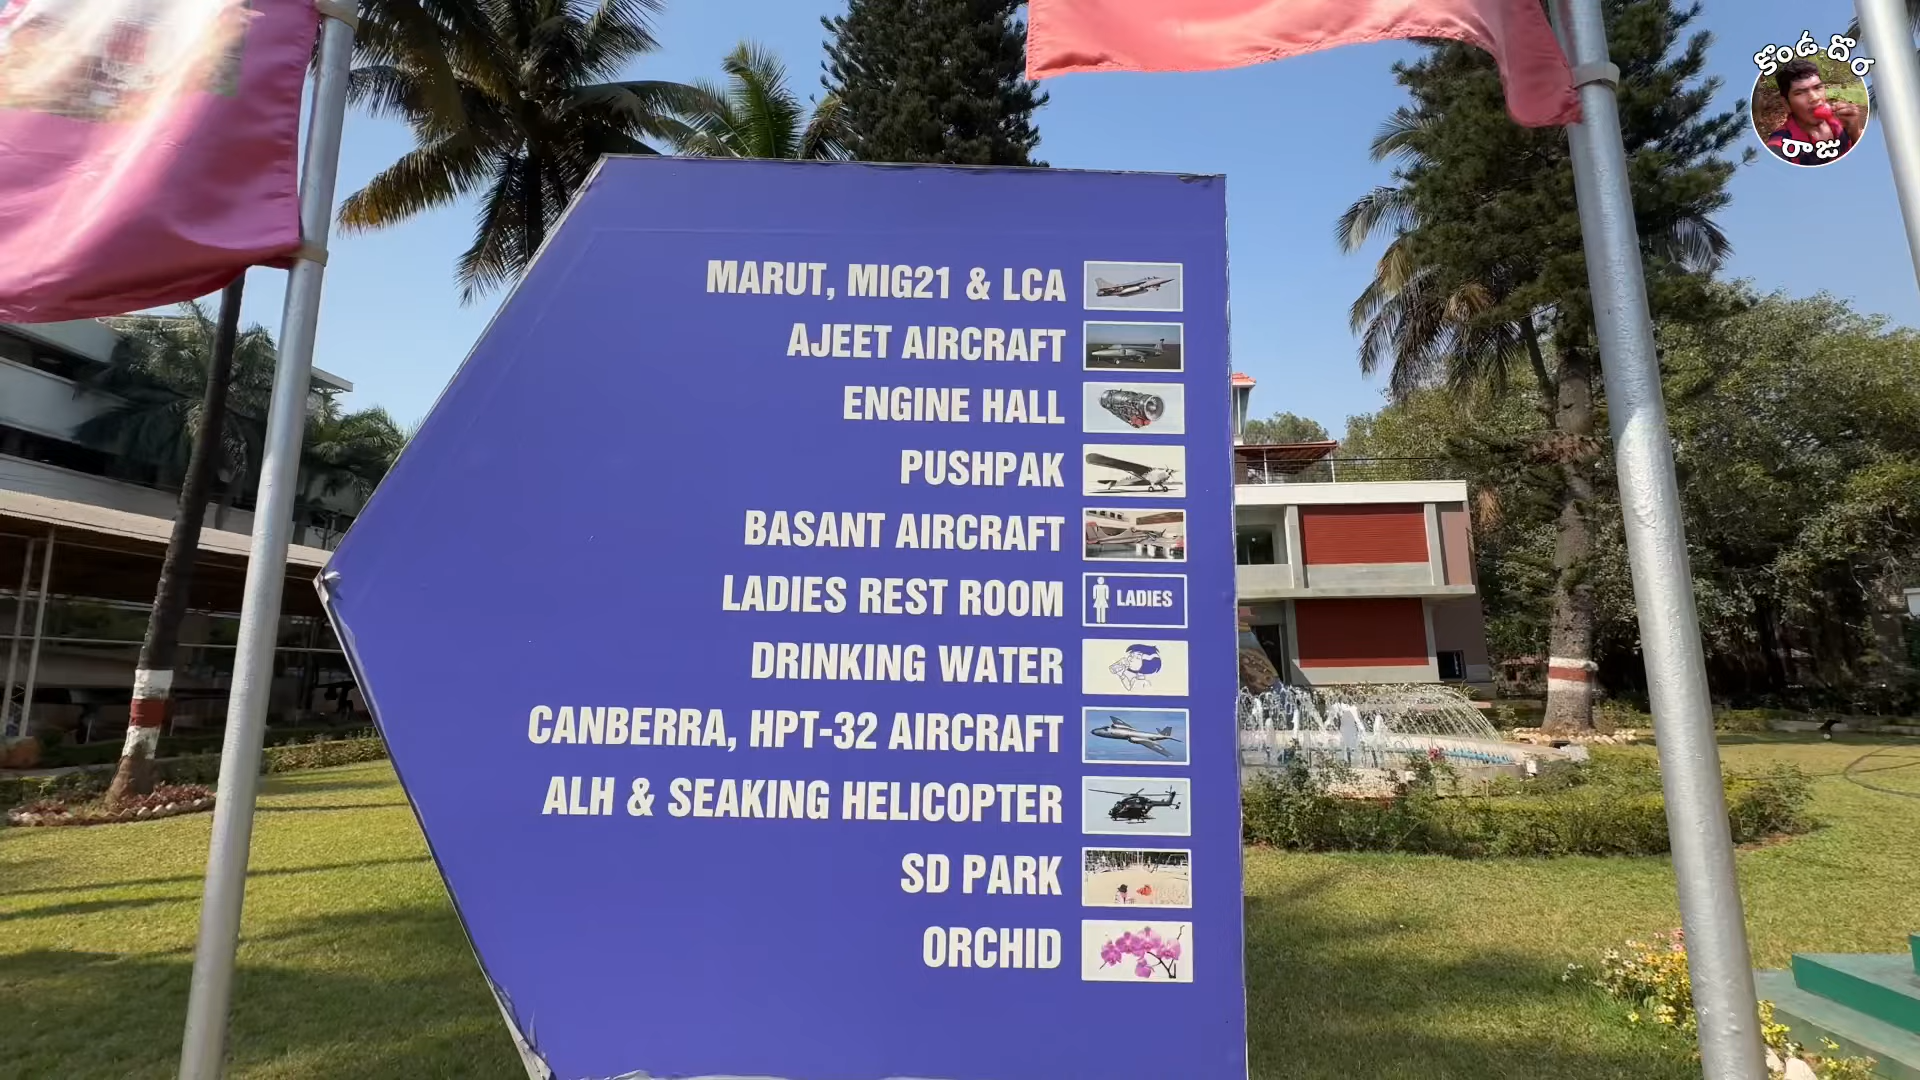 కొండ దొర
రాజు
MARUT, MIG21 & LCA
AJEET AIRCRAFT
ENGINE HALL
PUSHPAK
BASANT AIRCRAFT
LADIES REST ROOM
LADIES
DRINKING WATER
CANBERRA, HPT-32 AIRCRAFT
ALH & SEAKING HELICOPTER
SD PARK
ORCHID